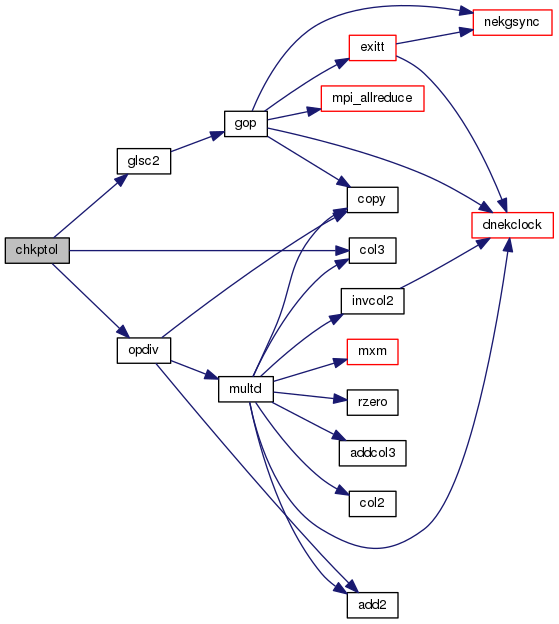 nekgsync
exitt
mpi_allreduce
gop
glsc2
copy
dnekclock
chkptol
col3
invcol2
opdiv
mxm
multd
rzero
addcol3
col2
add2